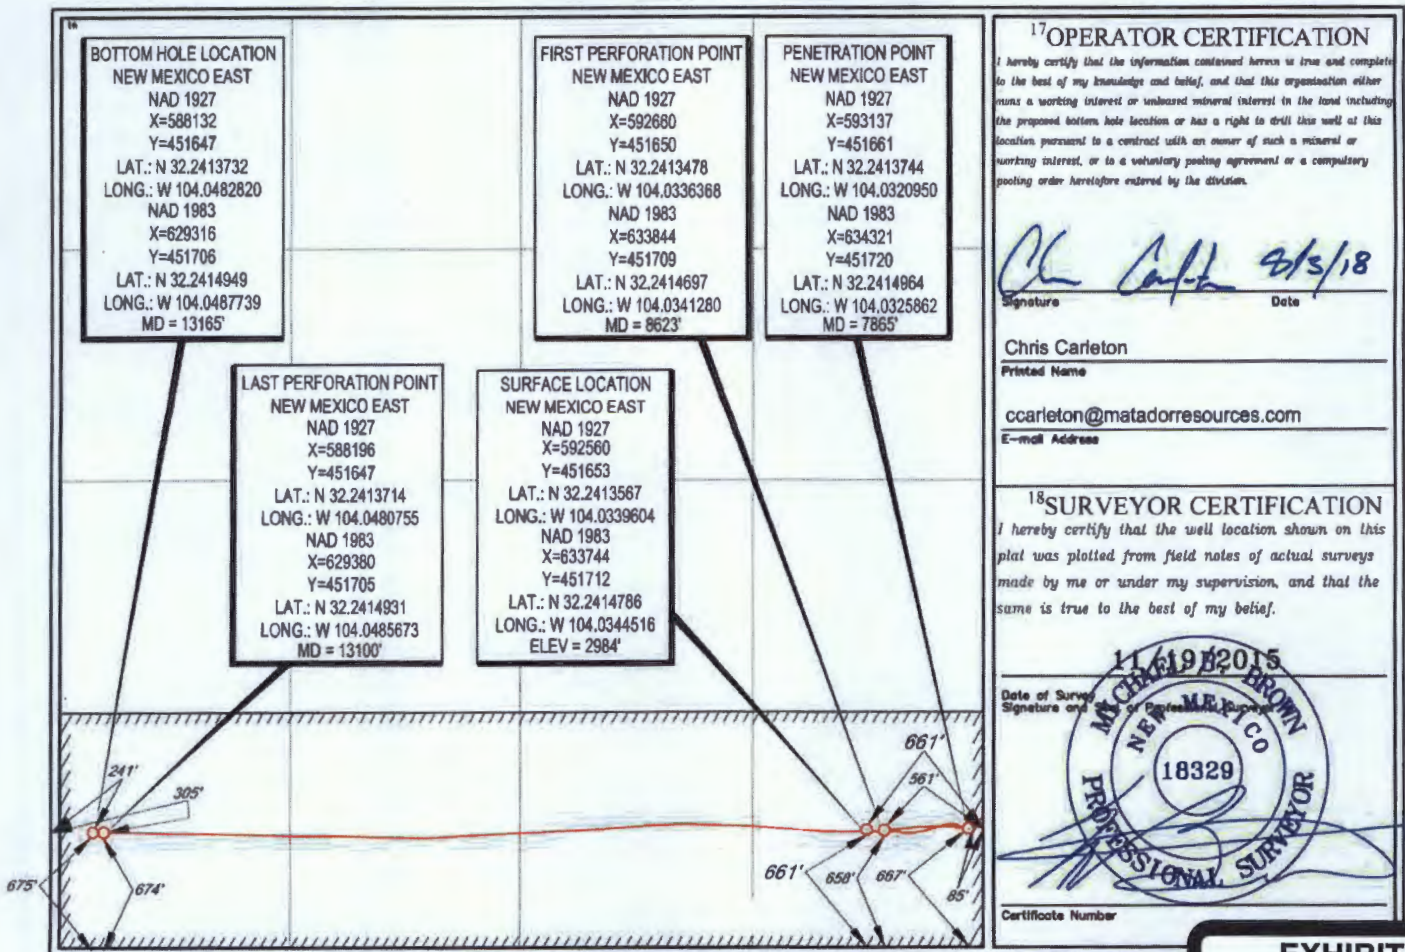 16
BOTTOM HOLE LOCATION
NEW MEXICO EAST
NAD 1927
X=588132
Y=451647
LAT.: N 32.2413732
LONG.: W 104.0482820
NAD 1983
X=629316
Y=451706
LAT.: N 32.2414949
LONG.: W 104.0487739
MD = 13165'
FIRST PERFORATION POINT
NEW MEXICO EAST
NAD 1927
X=592660
Y=451650
LAT.: N 32.2413478
LONG.: W 104.0336368
NAD 1983
X=633844
Y=451709
LAT.: N 32.2414697
LONG.: W 104.0341280
MD = 8623'
PENETRATION POINT
NEW MEXICO EAST
NAD 1927
X=593137
Y=451661
LAT.: N 32.2413744
LONG.: W 104.0320950
NAD 1983
X=634321
Y=451720
LAT.: N 32.2414964
LONG.: W 104.0325862
MD = 7865'
LAST PERFORATION POINT
NEW MEXICO EAST
NAD 1927
X=588196
Y=451647
LAT.: N 32.2413714
LONG.: W 104.0480755
NAD 1983
X=629380
Y=451705
LAT.: N 32.2414931
LONG.: W 104.0485673
MD = 13100'
SURFACE LOCATION
NEW MEXICO EAST
NAD 1927
X=592560
Y=451653
LAT.: N 32.2413567
LONG.: W 104.0339604
NAD 1983
X=633744
Y=451712
LAT.: N 32.2414786
LONG.: W 104.0344516
ELEV = 2984'
241'
305'
661'
561'
675'
674'
661'
658'
667'
85'
17 OPERATOR CERTIFICATION
I hereby certify that the information contained herein is true and complete
to the best of my knowledge and belief, and that this organization either
owns a working interest or unleased mineral interest in the land including
the proposed bottom hole location or has a right to drill this well at this
location pursuant to a contract with an owner of such a mineral or
working interest, or to a voluntary pooling agreement or a compulsory
pooling order heretofore entered by the division.
8/3/18
Signature Date
Chris Carleton
Printed Name
ccarleton@matadorresources.com
E-mail Address
18 SURVEYOR CERTIFICATION
I hereby certify that the well location shown on this
plat was plotted from field notes of actual surveys
made by me or under my supervision, and that the
same is true to the best of my belief.
11/19/2015
Date of Survey
Signature and Seal of Professional Surveyor
MICHAEL B. BROWN
NEW MEXICO
18329
PROFESSIONAL SURVEYOR
Certificate Number
EXHIBIT